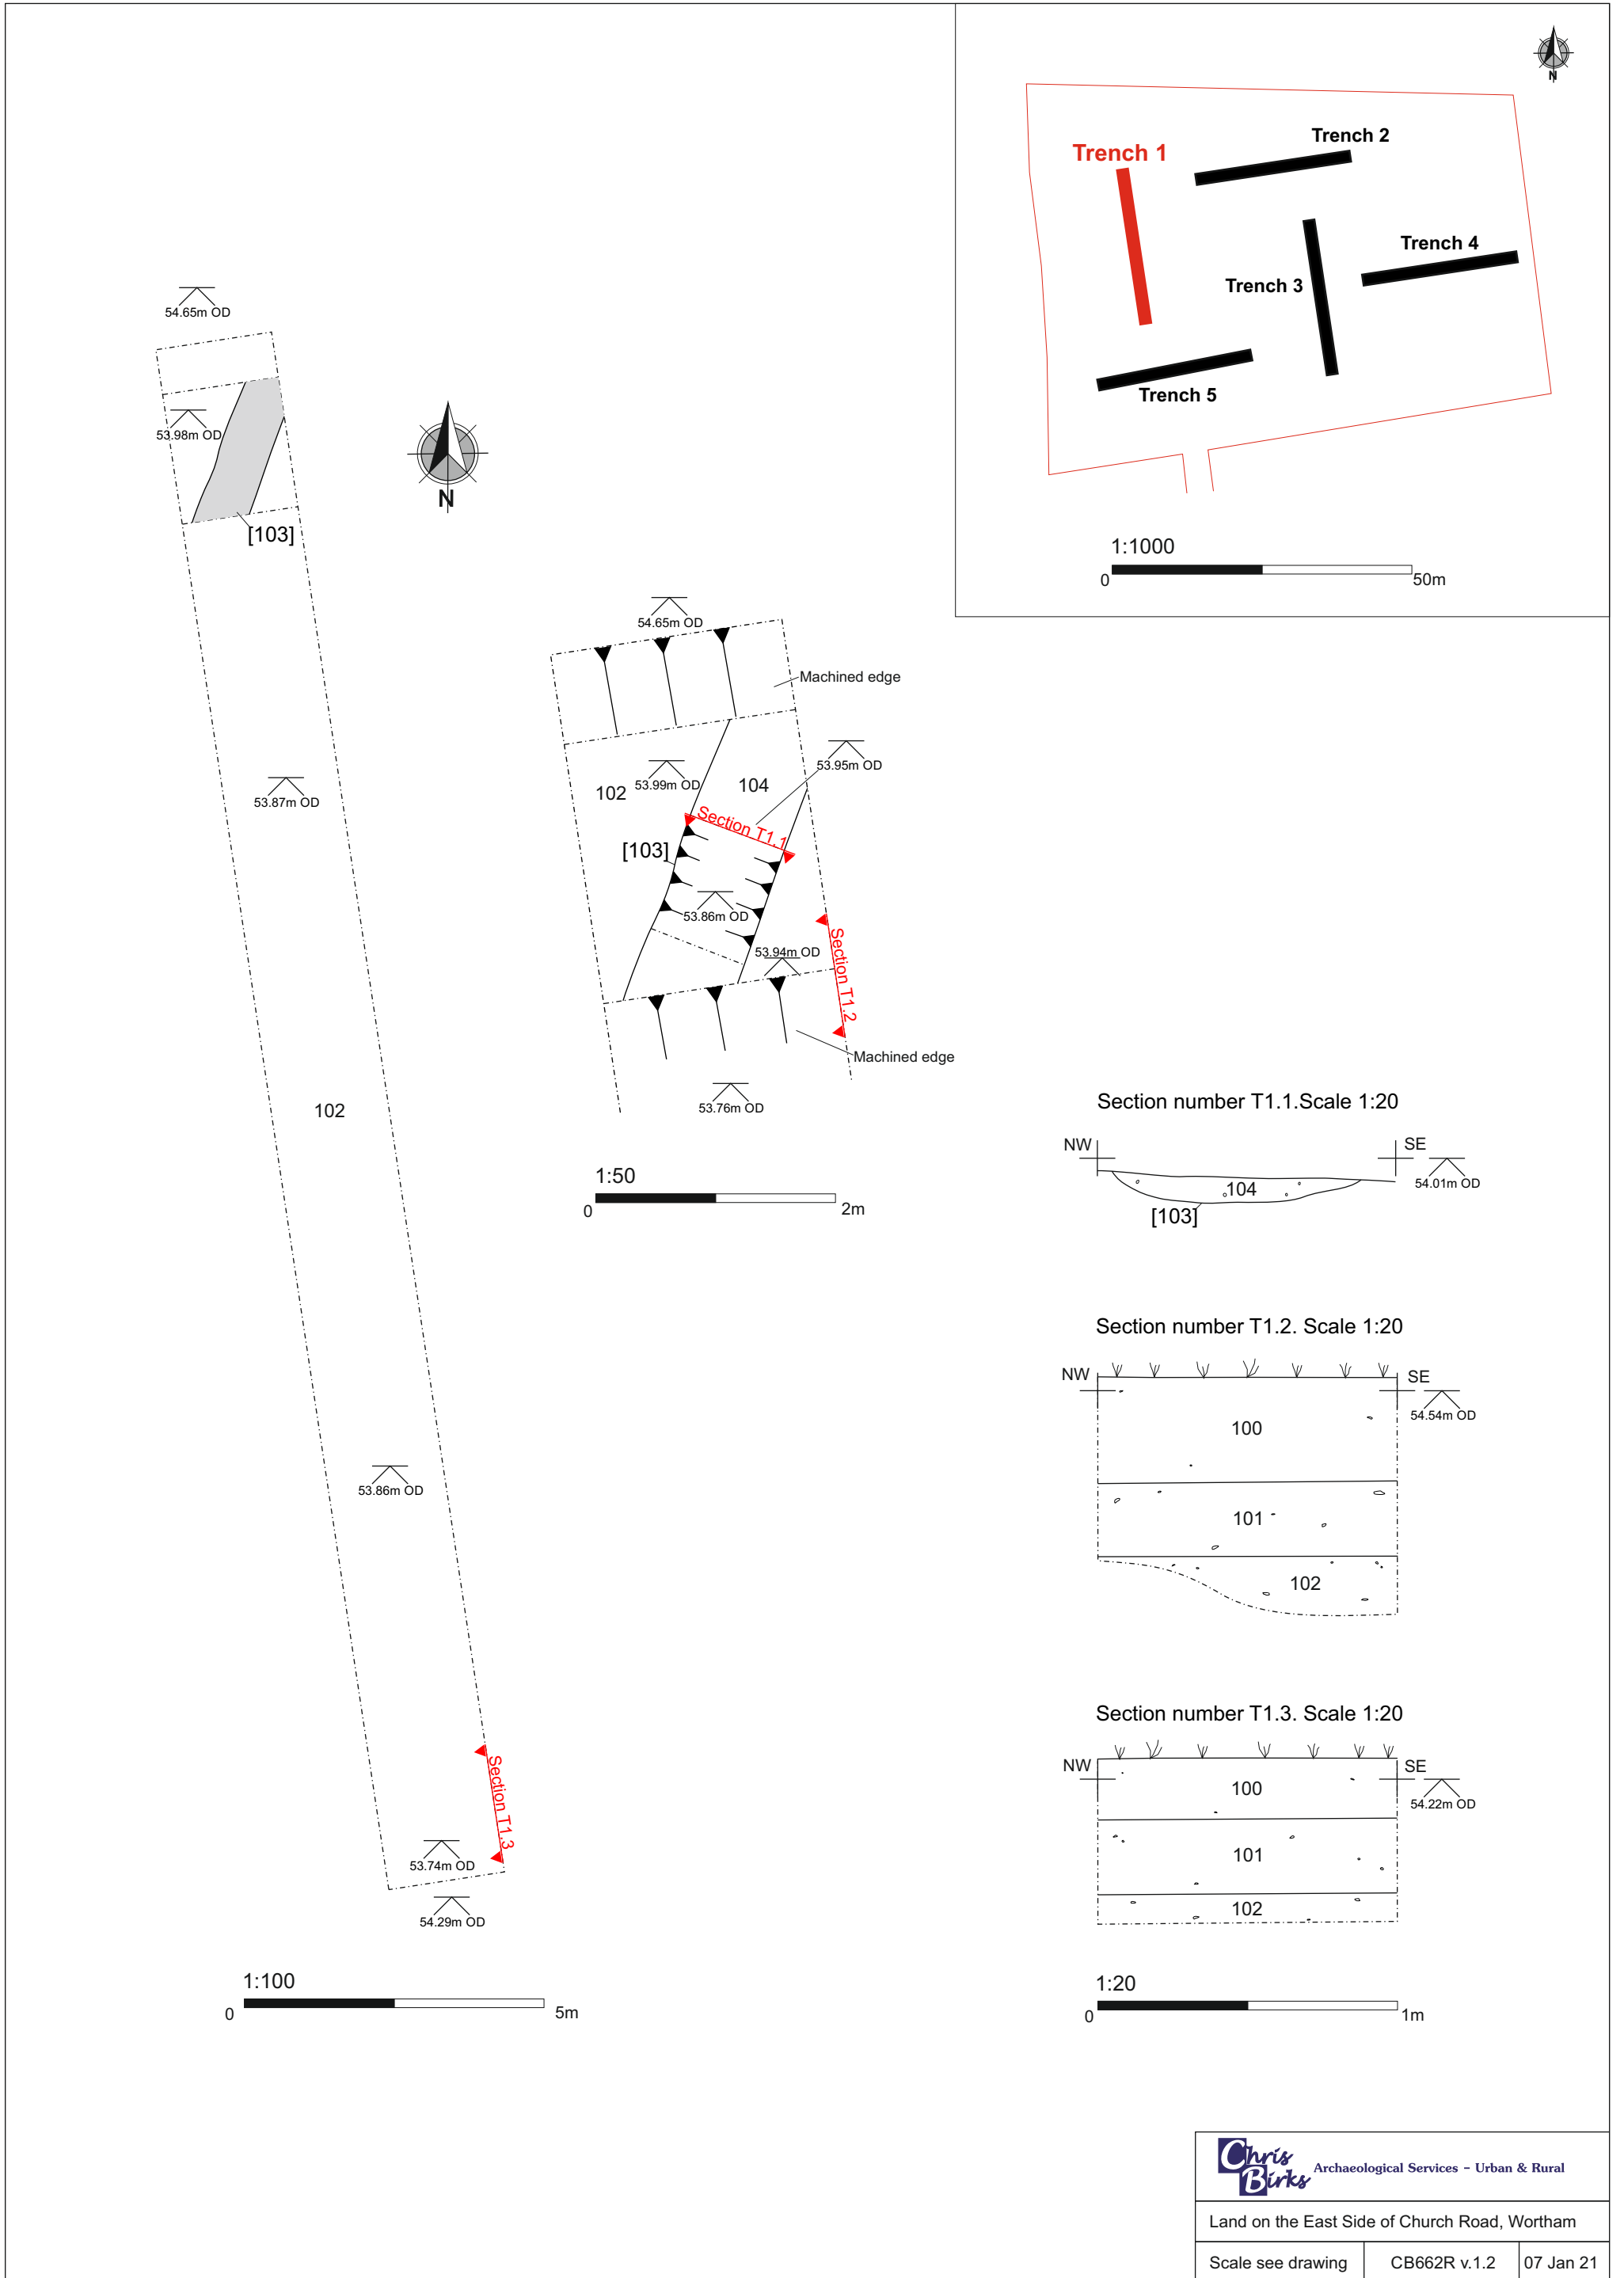 N
Trench 1
Trench 2
Trench 3
Trench 4
Trench 5
1:1000
0
50m
54.65m OD
53.98m OD
[103]
N
53.87m OD
102
53.86m OD
Section T1.3
53.74m OD
54.29m OD
1:100
0
5m
54.65m OD
Machined edge
53.95m OD
102
53.99m OD
104
Section T1.1
[103]
53.86m OD
Section T1.2
53.94m OD
Machined edge
53.76m OD
1:50
0
2m
Section number T1.1.Scale 1:20
NW
SE
54.01m OD
104
[103]
Section number T1.2. Scale 1:20
NW
SE
54.54m OD
100
101
102
Section number T1.3. Scale 1:20
NW
SE
54.22m OD
100
101
102
1:20
0
1m
Chris
Birks
Archaeological Services - Urban & Rural
Land on the East Side of Church Road, Wortham
Scale see drawing
CB662R v.1.2
07 Jan 21